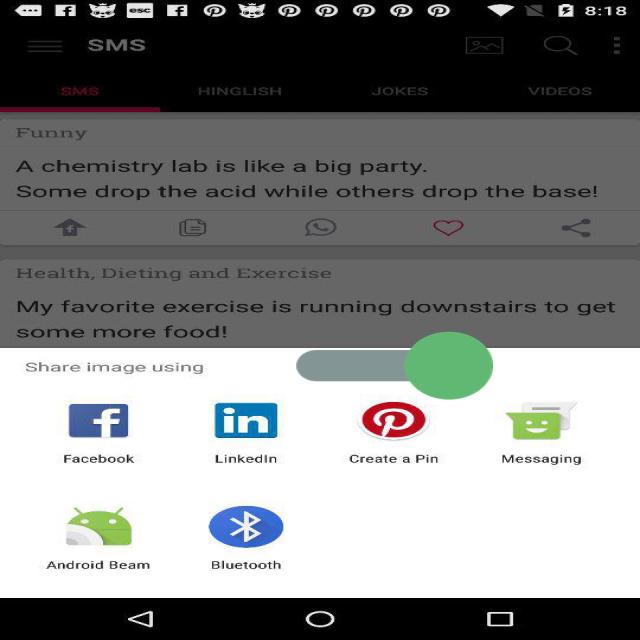 esc
8:18
SMS
SMS HINGLISH JOKES VIDEOS
Funny
A chemistry lab is like a big party.
Some drop the acid while others drop the base!
Health, Dieting and Exercise
My favorite exercise is running downstairs to get
some more food!
Share image using
Facebook LinkedIn Create a Pin Messaging
Android Beam Bluetooth